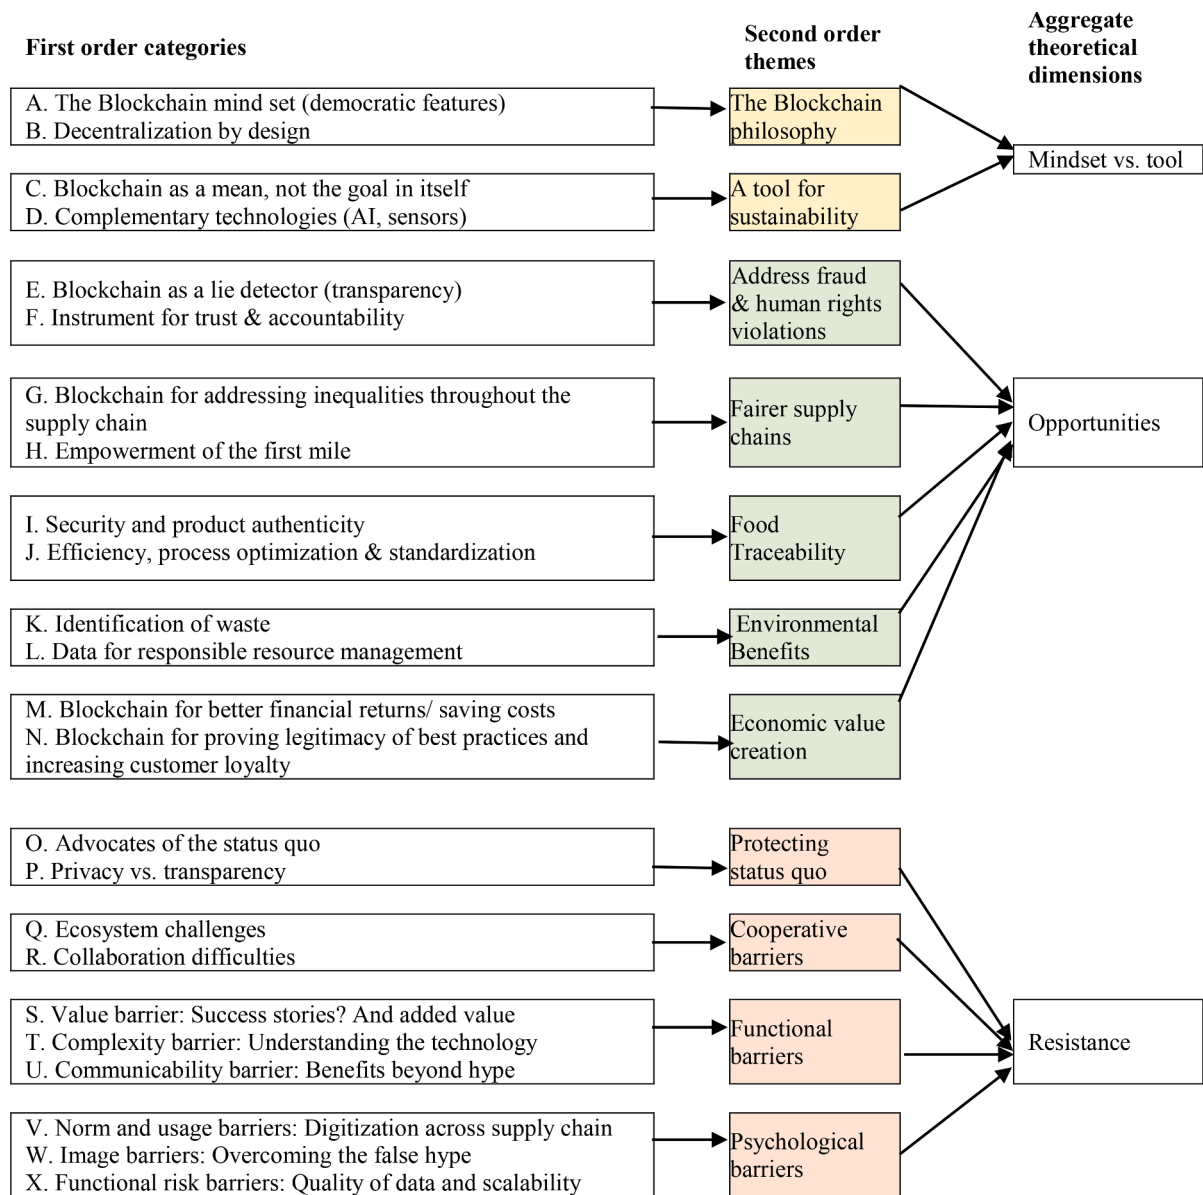 First order categories
Second order
themes
Aggregate
theoretical
dimensions
A. The Blockchain mind set (democratic features)
B. Decentralization by design
The Blockchain
philosophy
Mindset vs. tool
C. Blockchain as a mean, not the goal in itself
D. Complementary technologies (AI, sensors)
A tool for
sustainability
E. Blockchain as a lie detector (transparency)
F. Instrument for trust & accountability
Address fraud
& human rights
violations
G. Blockchain for addressing inequalities throughout the
supply chain
H. Empowerment of the first mile
Fairer supply
chains
Opportunities
I. Security and product authenticity
J. Efficiency, process optimization & standardization
Food
Traceability
K. Identification of waste
L. Data for responsible resource management
Environmental
Benefits
M. Blockchain for better financial returns/ saving costs
N. Blockchain for proving legitimacy of best practices and
increasing customer loyalty
Economic value
creation
O. Advocates of the status quo
P. Privacy vs. transparency
Protecting
status quo
Q. Ecosystem challenges
R. Collaboration difficulties
Cooperative
barriers
S. Value barrier: Success stories? And added value
T. Complexity barrier: Understanding the technology
U. Communicability barrier: Benefits beyond hype
Functional
barriers
Resistance
V. Norm and usage barriers: Digitization across supply chain
W. Image barriers: Overcoming the false hype
X. Functional risk barriers: Quality of data and scalability
Psychological
barriers